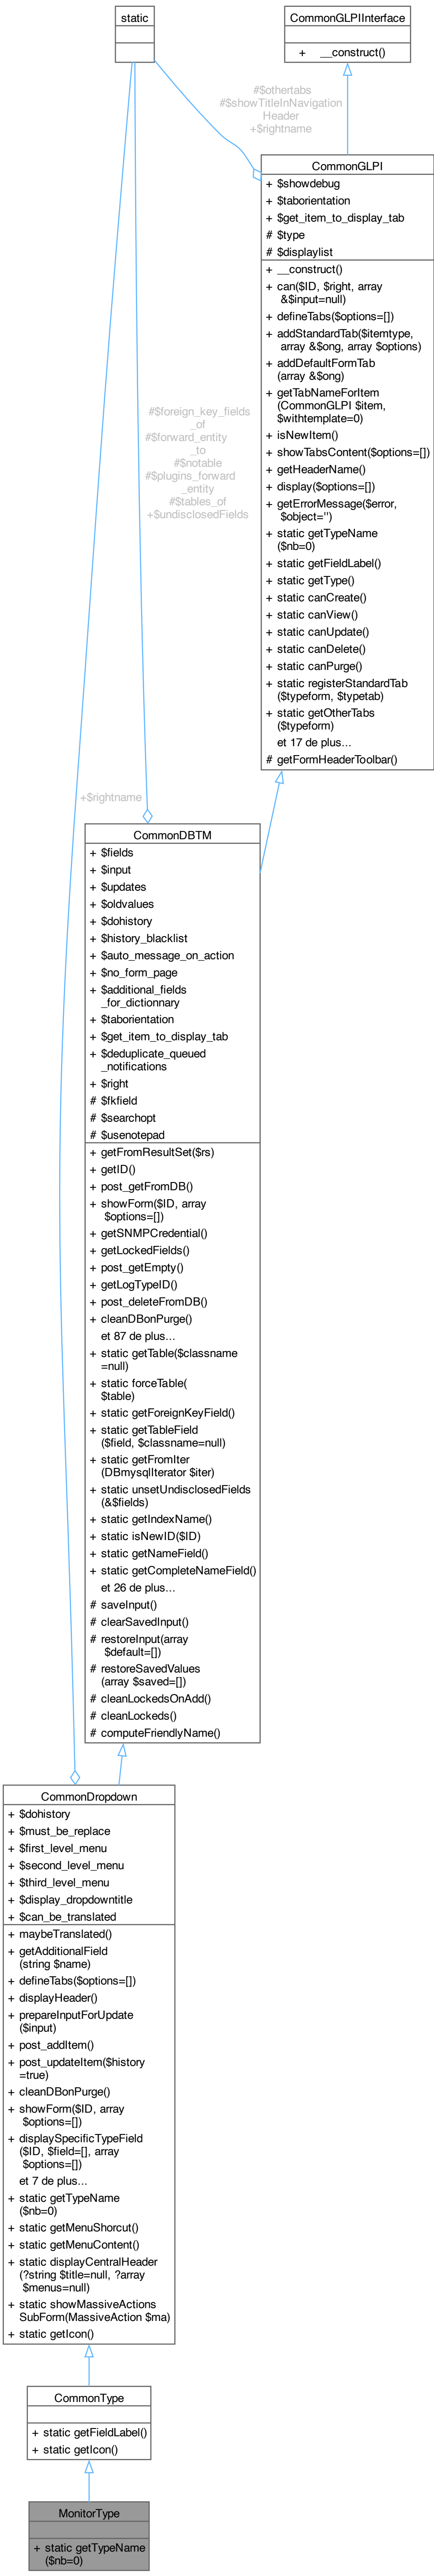 static
CommonGLPIInterface
+ __construct()
#$othertabs
#$showTitleInNavigation
Header
+$rightname
CommonGLPI
+ $showdebug
+ $taborientation
+ $get_item_to_display_tab
# $type
# $displaylist
+ __construct()
+ can($ID, $right, array
&$input=null)
+ defineTabs($options=[])
+ addStandardTab($itemtype,
array &$ong, array $options)
+ addDefaultFormTab
(array &$ong)
+ getTabNameForItem
(CommonGLPI $item,
$withtemplate=0)
+ isNewItem()
+ showTabsContent($options=[])
+ getHeaderName()
+ display($options=[])
+ getErrorMessage($error,
$object='')
+ static getTypeName
($nb=0)
+ static getFieldLabel()
+ static getType()
+ static canCreate()
+ static canView()
+ static canUpdate()
+ static canDelete()
+ static canPurge()
+ static registerStandardTab
($typeform, $typetab)
+ static getOtherTabs
($typeform)
et 17 de plus...
# getFormHeaderToolbar()
#$foreign_key_fields
_of
#$forward_entity
_to
#$notable
#$plugins_forward
_entity
#$tables_of
+$undisclosedFields
+$rightname
CommonDBTM
+ $fields
+ $input
+ $updates
+ $oldvalues
+ $dohistory
+ $history_blacklist
+ $auto_message_on_action
+ $no_form_page
+ $additional_fields
_for_dictionnary
+ $taborientation
+ $get_item_to_display_tab
+ $deduplicate_queued
_notifications
+ $right
# $fkfield
# $searchopt
# $usenotepad
+ getFromResultSet($rs)
+ getID()
+ post_getFromDB()
+ showForm($ID, array
$options=[])
+ getSNMPCredential()
+ getLockedFields()
+ post_getEmpty()
+ getLogTypeID()
+ post_deleteFromDB()
+ cleanDBonPurge()
et 87 de plus...
+ static getTable($classname
=null)
+ static forceTable(
$table)
+ static getForeignKeyField()
+ static getTableField
($field, $classname=null)
+ static getFromIter
(DBmysqlIterator $iter)
+ static unsetUndisclosedFields
(&$fields)
+ static getIndexName()
+ static isNewID($ID)
+ static getNameField()
+ static getCompleteNameField()
et 26 de plus...
# saveInput()
# clearSavedInput()
# restoreInput(array
$default=[])
# restoreSavedValues
(array $saved=[])
# cleanLockedsOnAdd()
# cleanLockeds()
# computeFriendlyName()
CommonDropdown
+ $dohistory
+ $must_be_replace
+ $first_level_menu
+ $second_level_menu
+ $third_level_menu
+ $display_dropdowntitle
+ $can_be_translated
+ maybeTranslated()
+ getAdditionalField
(string $name)
+ defineTabs($options=[])
+ displayHeader()
+ prepareInputForUpdate
($input)
+ post_addItem()
+ post_updateItem($history
=true)
+ cleanDBonPurge()
+ showForm($ID, array
$options=[])
+ displaySpecificTypeField
($ID, $field=[], array
$options=[])
et 7 de plus...
+ static getTypeName
($nb=0)
+ static getMenuShorcut()
+ static getMenuContent()
+ static displayCentralHeader
(?string $title=null, ?array
$menus=null)
+ static showMassiveActions
SubForm(MassiveAction $ma)
+ static getIcon()
CommonType
+ static getFieldLabel()
+ static getIcon()
MonitorType
+ static getTypeName
($nb=0)